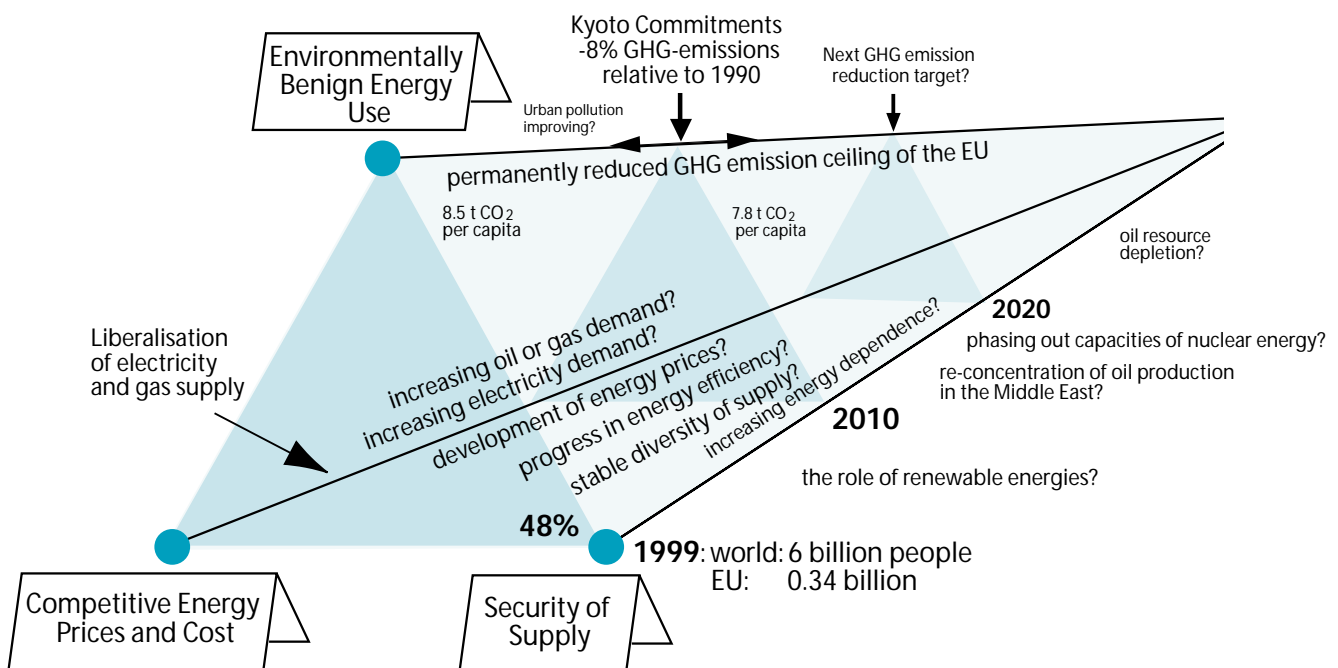 Kyoto Commitments
-8% GHG-emissions
relative to 1990
Next GHG emission
reduction target?
Environmentally
Benign Energy
Use
Urban pollution
improving?
permanently reduced GHG emission ceiling of the EU
8.5 t CO2
per capita
7.8 t CO2
per capita
oil resource
depletion?
Liberalisation
of electricity
and gas supply
increasing oil or gas demand?
increasing electricity demand?
development of energy prices?
progress in energy efficiency?
stable diversity of supply?
increasing energy dependence?
2020
phasing out capacities of nuclear energy?
re-concentration of oil production
in the Middle East?
2010
the role of renewable energies?
48%
1999: world: 6 billion people
EU: 0.34 billion
Competitive Energy
Prices and Cost
Security of
Supply